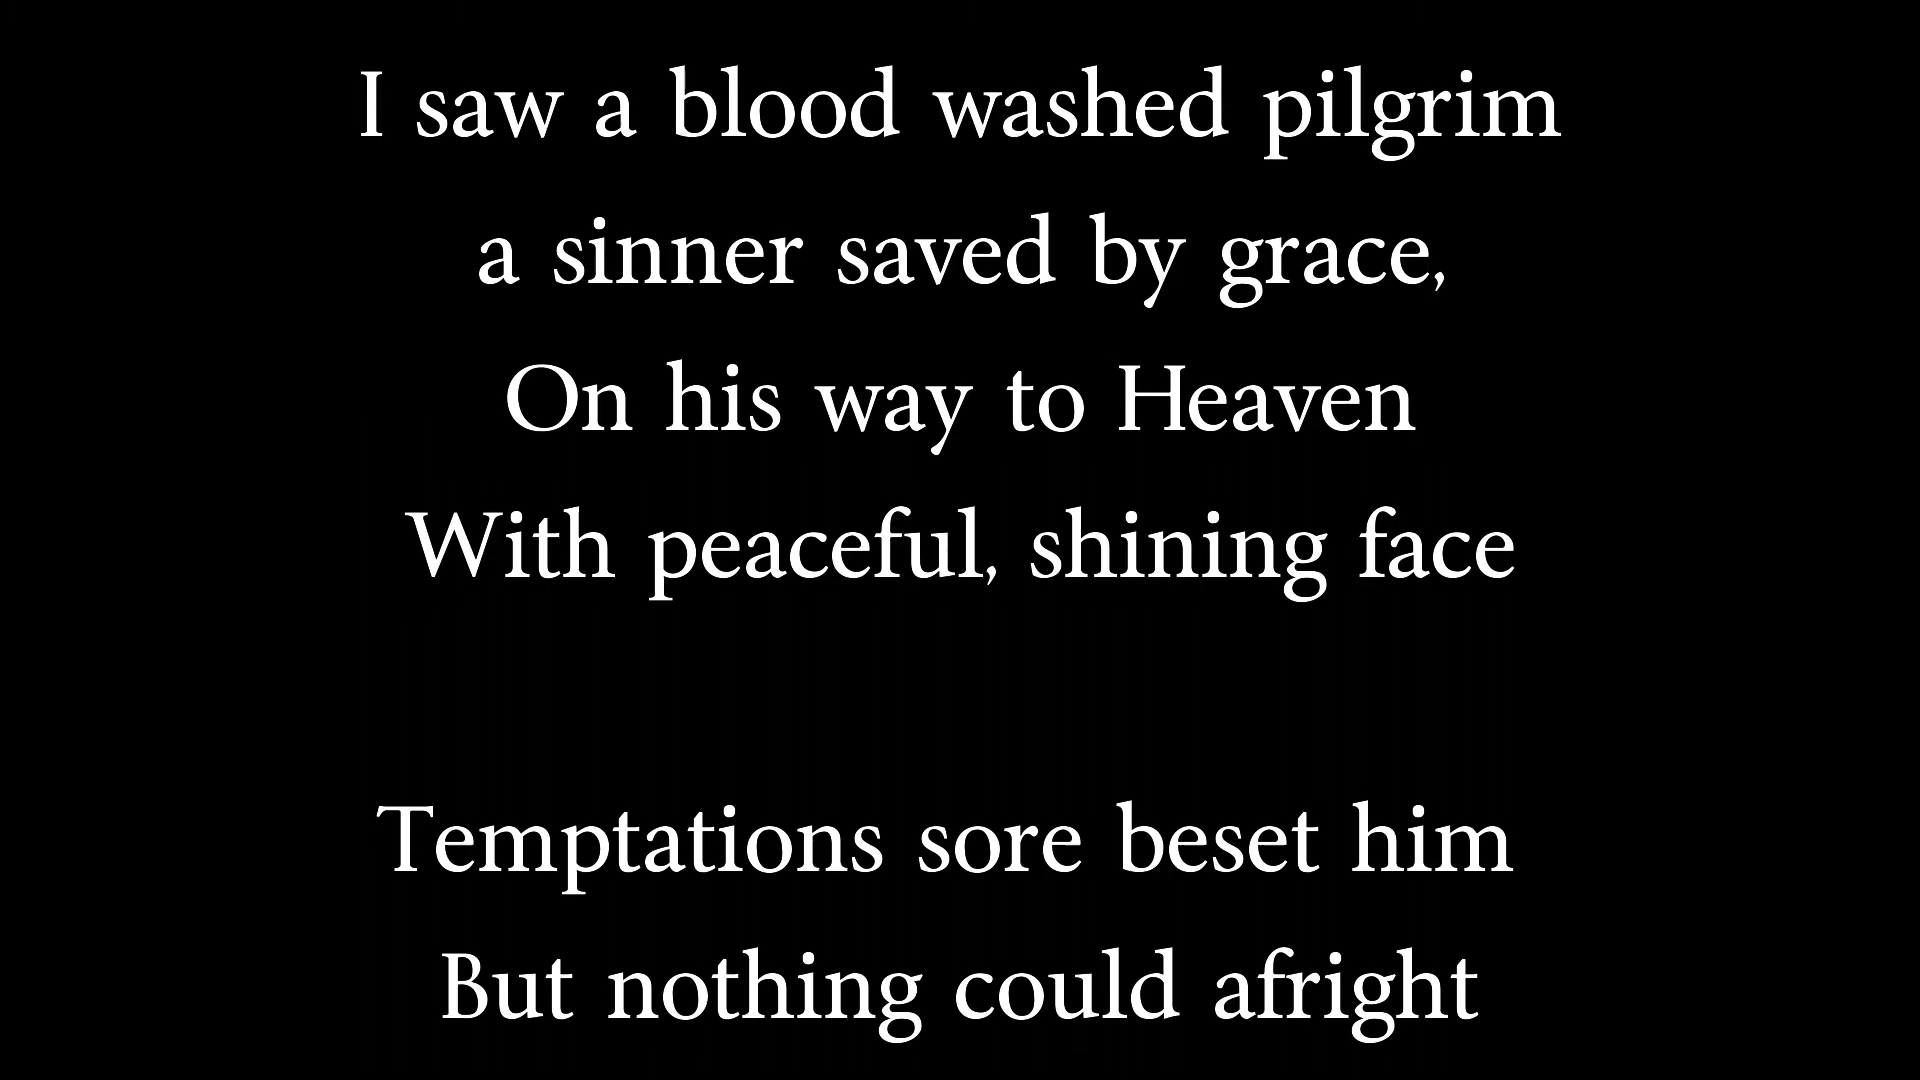 I saw a blood washed pilgrim
a sinner saved by grace,
On his way to Heaven
With peaceful, shining face
Temptations sore beset him
But nothing could afright